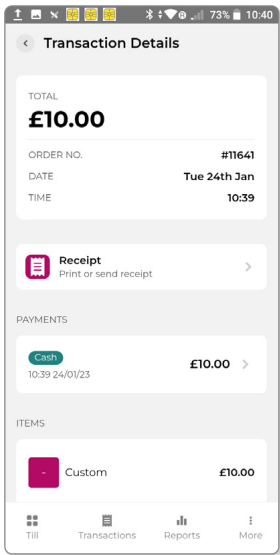 73% 10:40
Transaction Details
TOTAL
£10.00
ORDER NO. #11641
DATE Tue 24th Jan
TIME 10:39
Receipt
Print or send receipt
PAYMENTS
Cash £10.00
10:39 24/01/23
ITEMS
- Custom £10.00
Till Transactions Reports More